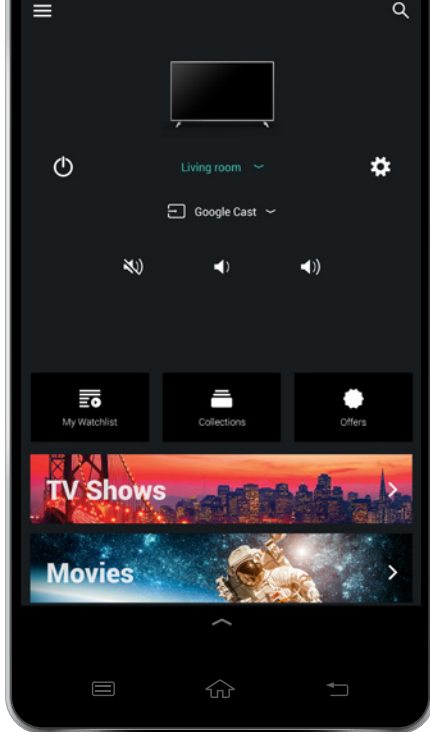 Living room
Google Cast
My Watchlist
Collections
Offers
TV Shows
Movies